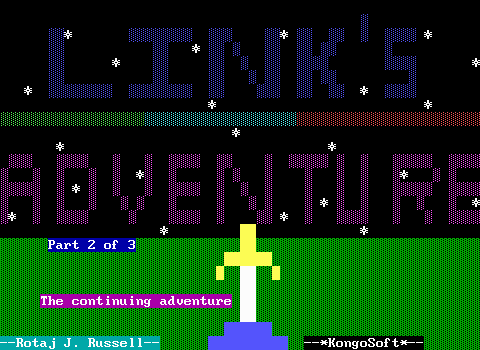 LINK'S
ADVENTURE
Part 2 of 3
The continuing adventure
--Rotaj J. Russell-- --*KongoSoft*--